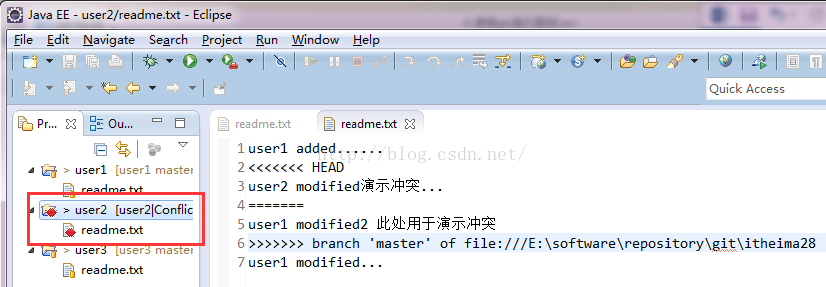 Java EE - user2/readme.txt - Eclipse
File Edit Navigate Search Project Run Window Help
Quick Access
Pr...
Ou...
readme.txt
readme.txt
> user1 [user1 master
readme.txt
> user2 [user2|Conflic
readme.txt
> user3 [user3 master
readme.txt
1 user1 added......
2 <<<<<<< HEAD
3 user2 modified演示冲突...
4 =======
5 user1 modified2 此处用于演示冲突
6 >>>>>>> branch 'master' of file:///E:\software\repository\git\itheima28
7 user1 modified...
http://blog.csdn.net/